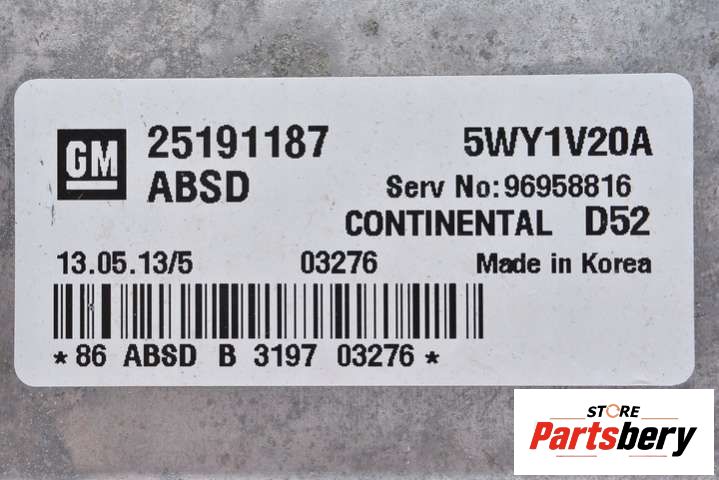 GM 25191187 5WY1V20A
ABSD Serv No: 96958816
CONTINENTAL D52
13.05.13/5 03276 Made in Korea
*86 ABSD B 3197 03276*
STORE
Partsbery